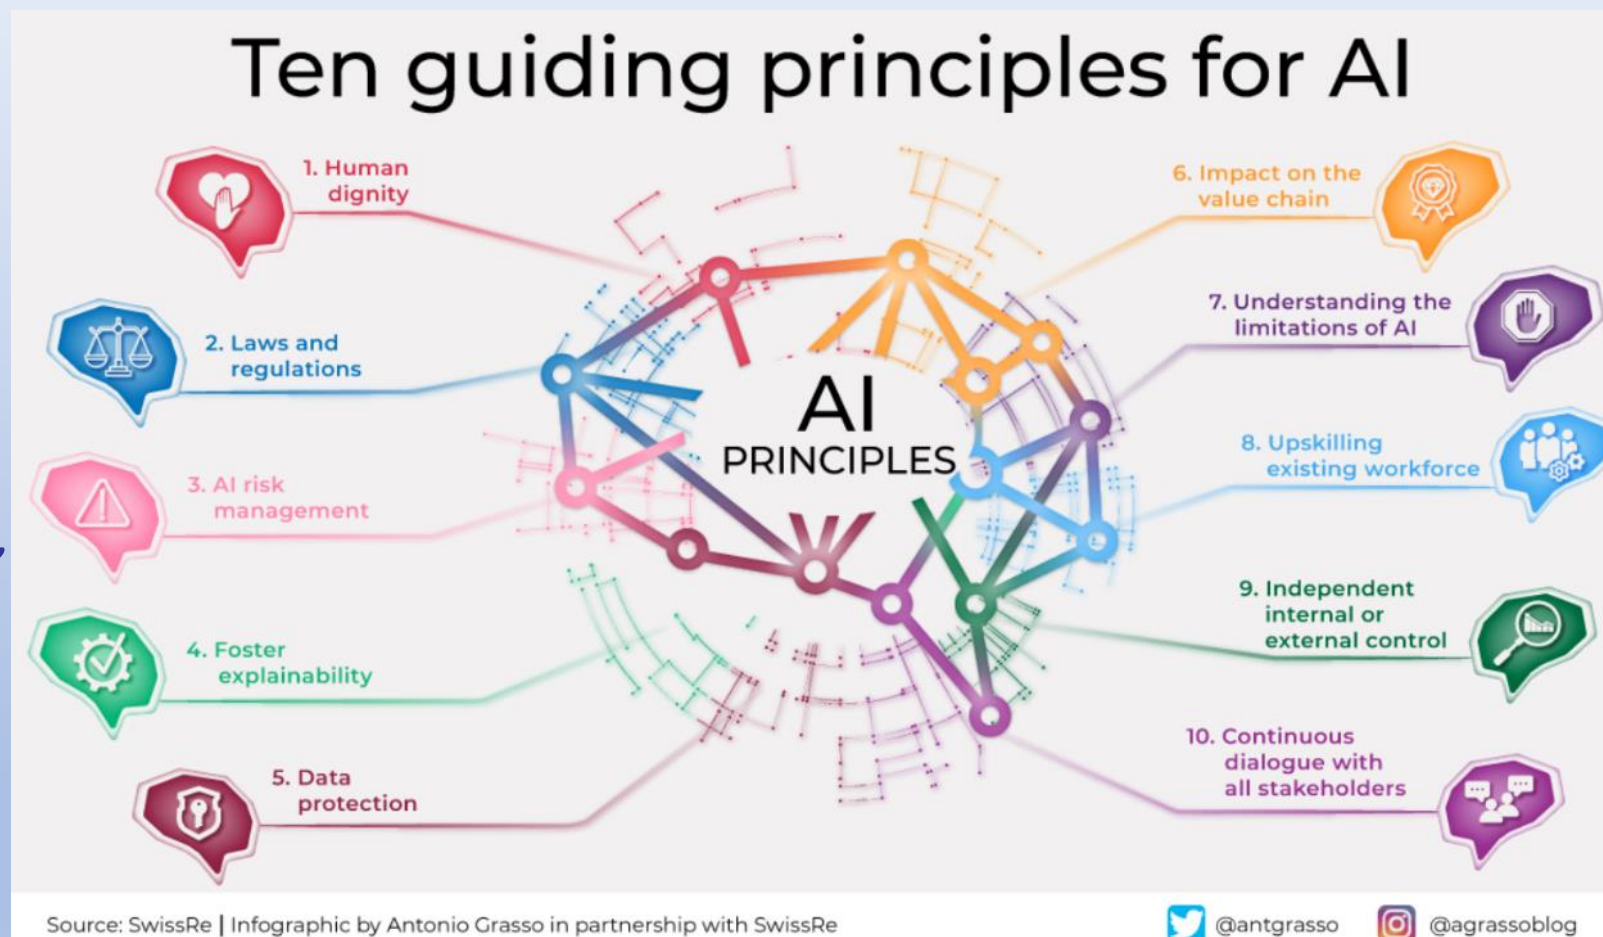 Ten guiding principles for AI
1. Human
dignity
2. Laws and
regulations
3. AI risk
management
4. Foster
explainability
5. Data
protection
AI
PRINCIPLES
6. Impact on the
value chain
7. Understanding the
limitations of AI
8. Upskilling
existing workforce
9. Independent
internal or
external control
10. Continuous
dialogue with
all stakeholders
Source: SwissRe | Infographic by Antonio Grasso in partnership with SwissRe
@antgrasso
@agrassoblog